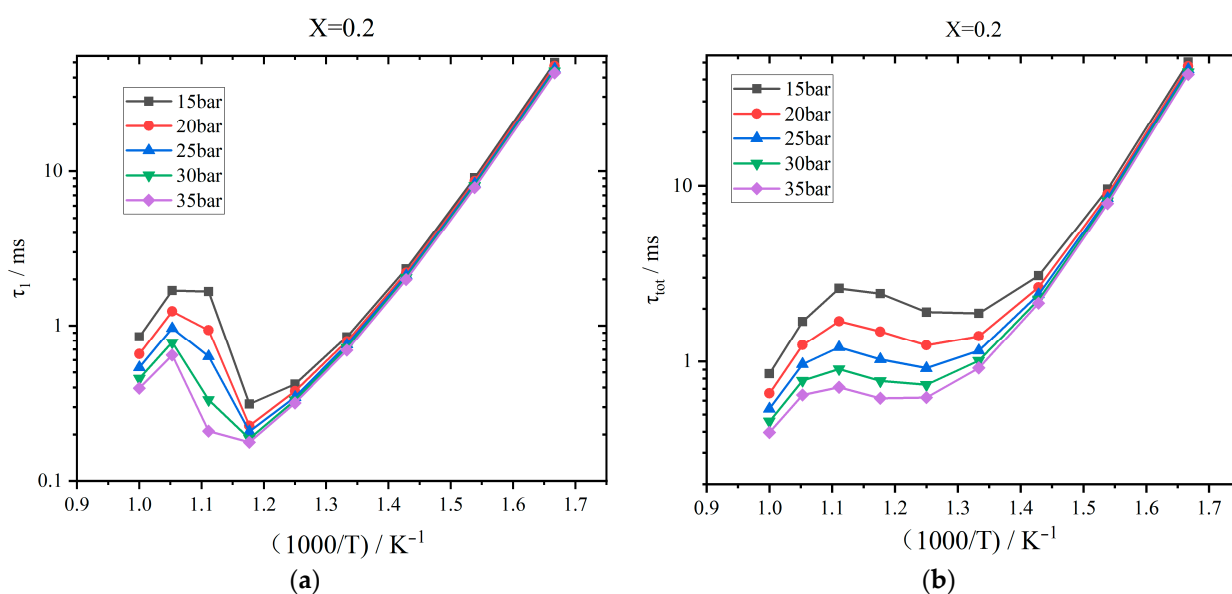 X=0.2
15bar
20bar
25bar
30bar
35bar
10
1
0.1
τ1 / ms
0.9 1.0 1.1 1.2 1.3 1.4 1.5 1.6 1.7
（1000/T) / K⁻¹
(a)
X=0.2
15bar
20bar
25bar
30bar
35bar
10
1
τtot / ms
0.9 1.0 1.1 1.2 1.3 1.4 1.5 1.6 1.7
（1000/T) / K⁻¹
(b)